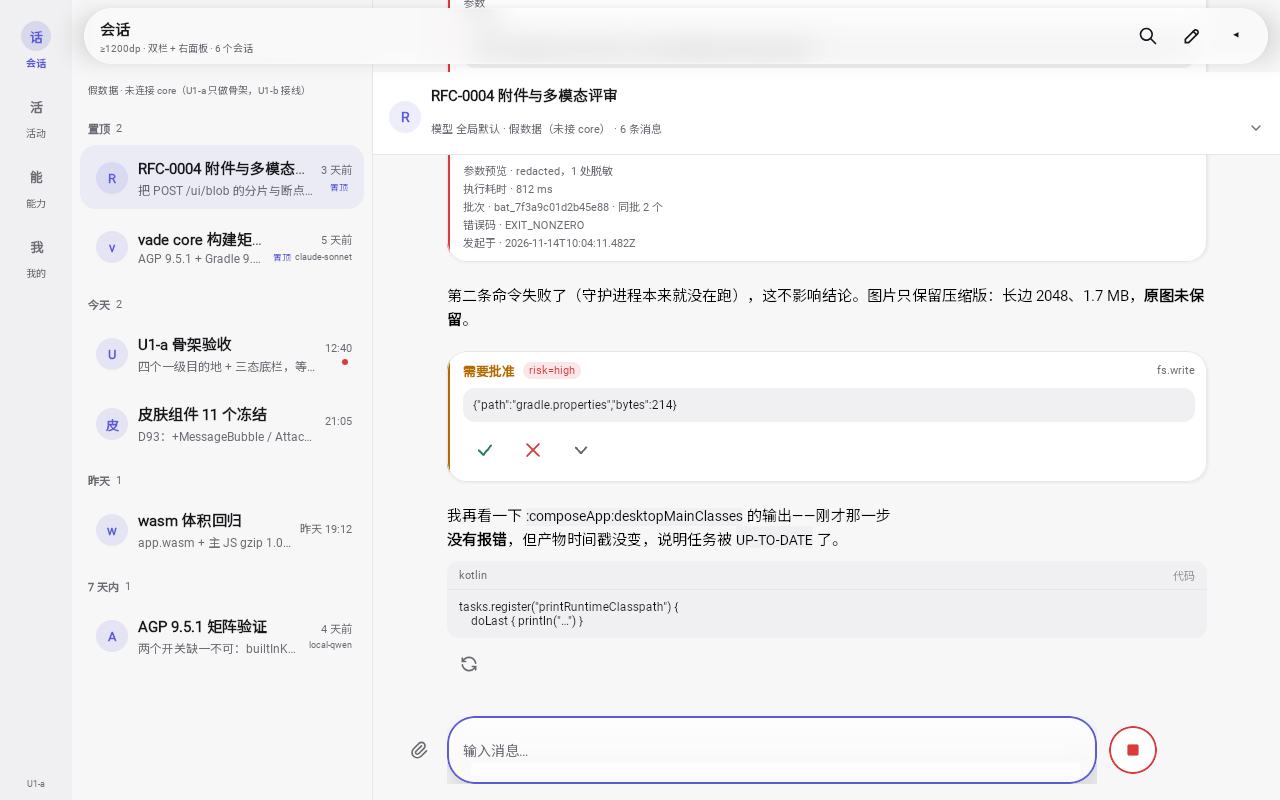 话
会话
活
活动
能
能力
我
我的
U1-a
会话
≥1200dp · 双栏 + 右面板 · 6 个会话
假数据 · 未连接 core（U1-a 只做骨架，U1-b 接线）
置顶 2
R
RFC-0004 附件与多模态…
3 天前
把 POST /ui/blob 的分片与断点…
置顶
v
vade core 构建矩…
5 天前
AGP 9.5.1 + Gradle 9.…
置顶 claude-sonnet
今天 2
U
U1-a 骨架验收
12:40
四个一级目的地 + 三态底栏，等…
皮
皮肤组件 11 个冻结
21:05
D93：+MessageBubble / Attac…
昨天 1
w
wasm 体积回归
昨天 19:12
app.wasm + 主 JS gzip 1.0…
7 天内 1
A
AGP 9.5.1 矩阵验证
4 天前
两个开关缺一不可：builtInK…
local-qwen
参数
R
RFC-0004 附件与多模态评审
模型 全局默认 · 假数据（未接 core） · 6 条消息
参数预览 · redacted，1 处脱敏
执行耗时 · 812 ms
批次 · bat_7f3a9c01d2b45e88 · 同批 2 个
错误码 · EXIT_NONZERO
发起于 · 2026-11-14T10:04:11.482Z
第二条命令失败了（守护进程本来就没在跑），这不影响结论。图片只保留压缩版：长边 2048、1.7 MB，原图未保
留。
需要批准 risk=high
fs.write
{"path":"gradle.properties","bytes":214}
我再看一下 :composeApp:desktopMainClasses 的输出——刚才那一步
没有报错，但产物时间戳没变，说明任务被 UP-TO-DATE 了。
kotlin
代码
tasks.register("printRuntimeClasspath") {
    doLast { println("…") }
输入消息…